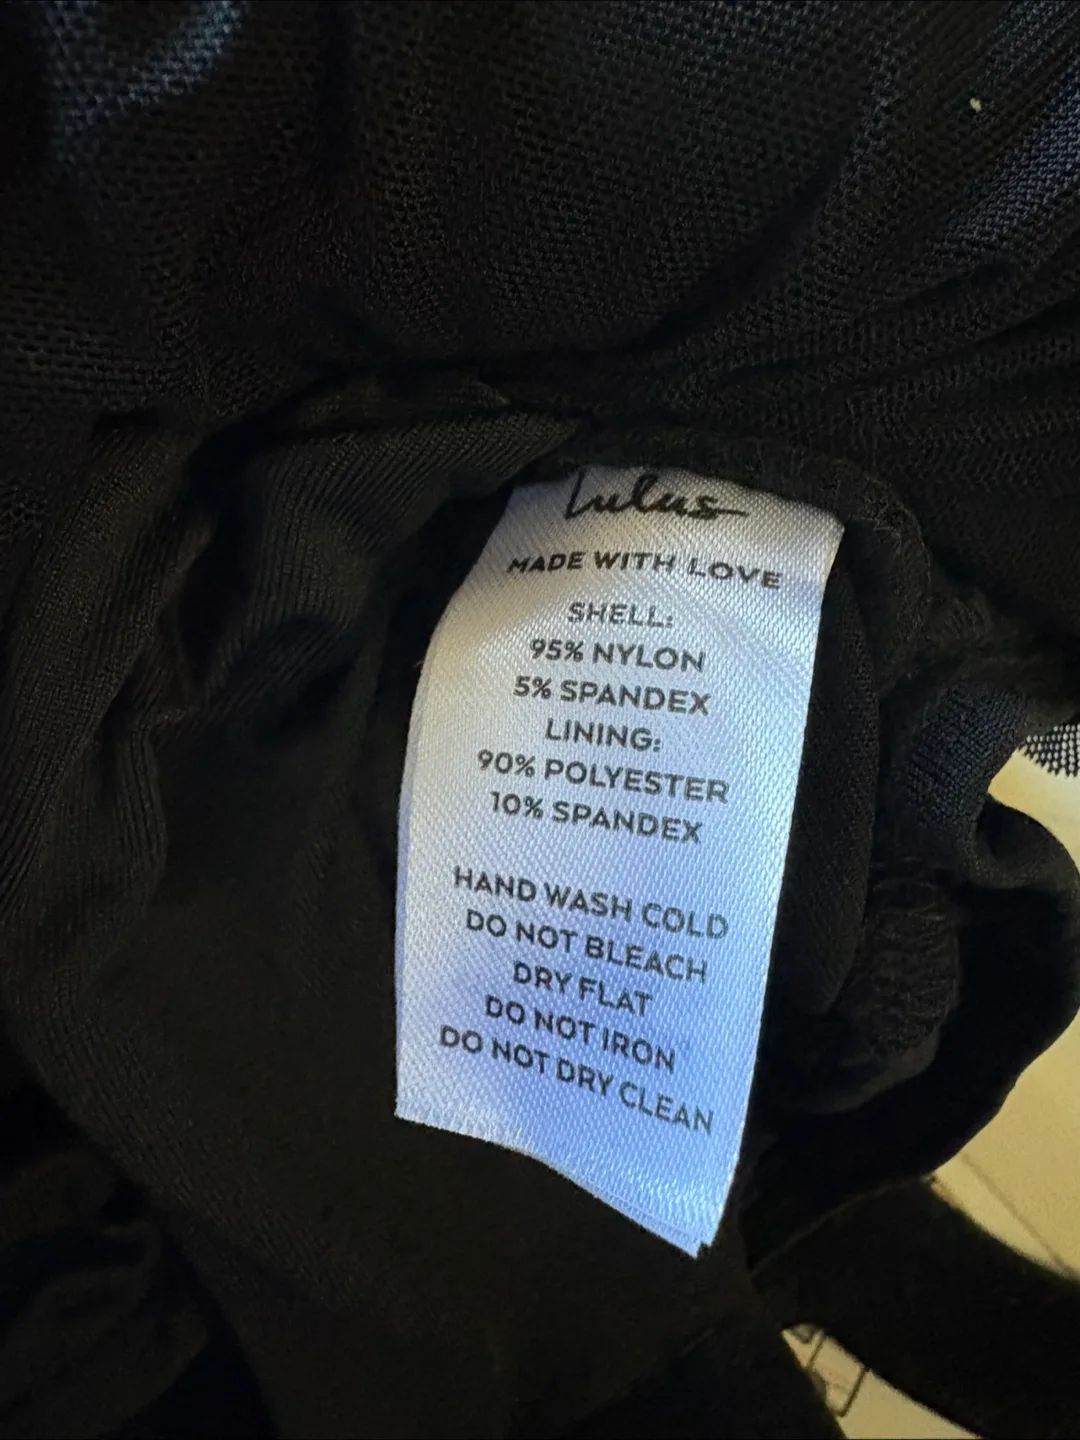 Lulus
MADE WITH LOVE
SHELL:
95% NYLON
5% SPANDEX
LINING:
90% POLYESTER
10% SPANDEX
HAND WASH COLD
DO NOT BLEACH
DRY FLAT
DO NOT IRON
DO NOT DRY CLEAN